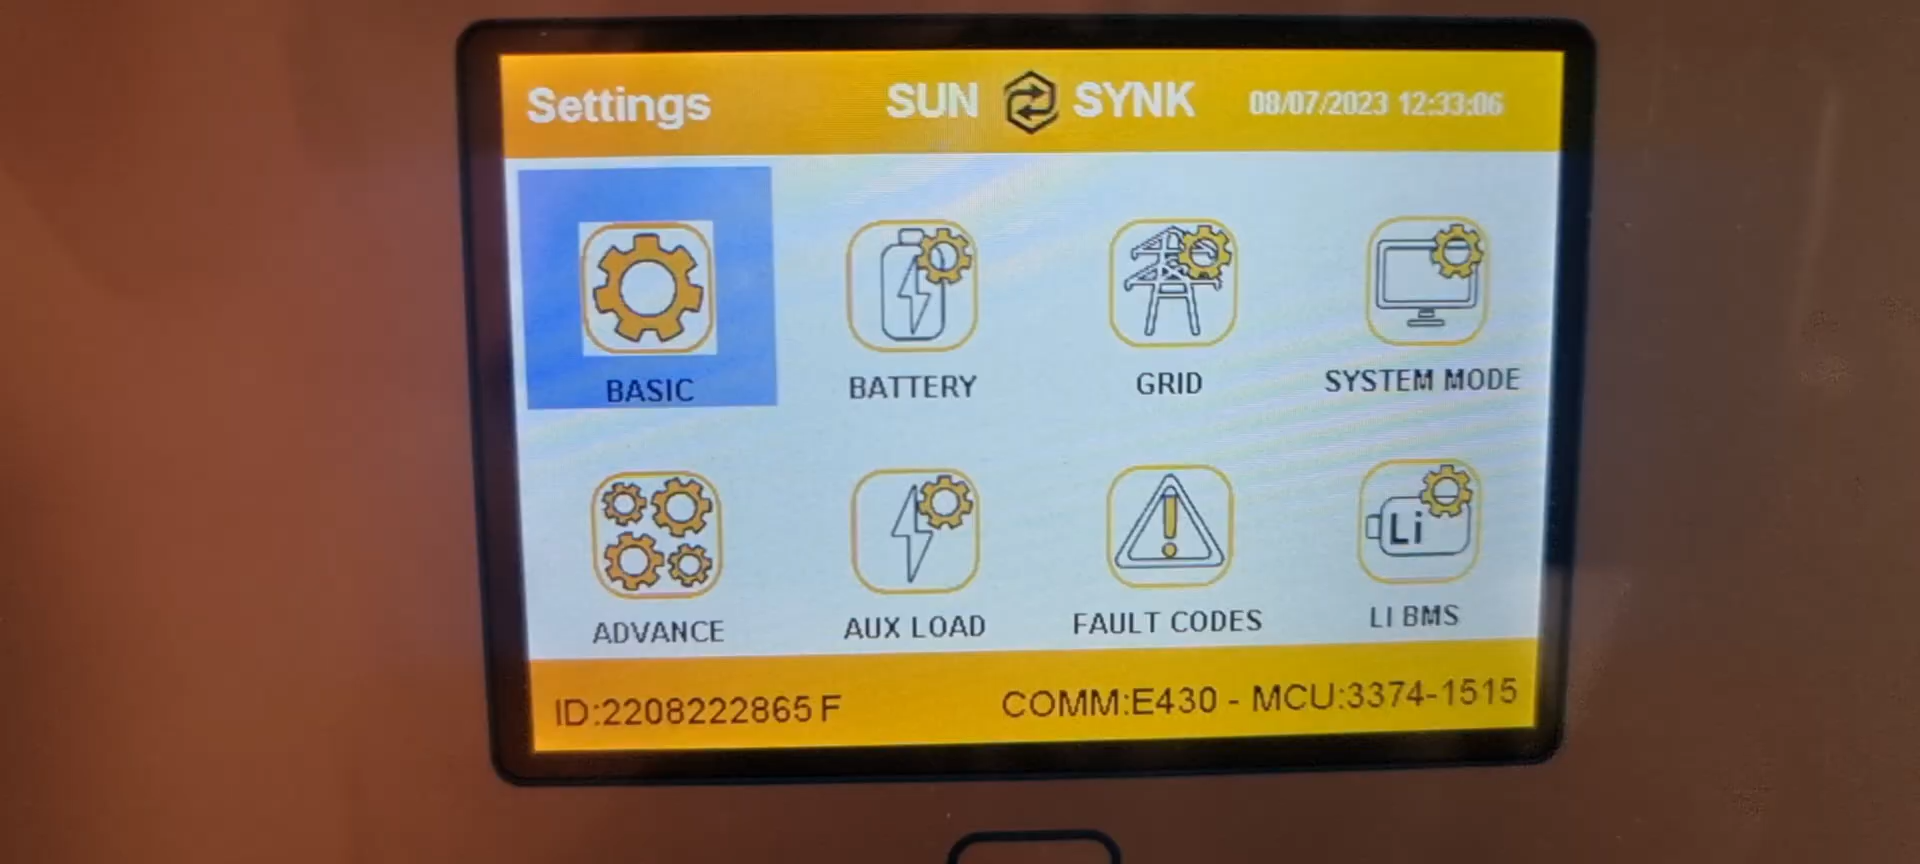 Settings SUN SYNK 08/07/2023 12:33:06
BASIC BATTERY GRID SYSTEM MODE
Li
ADVANCE AUX LOAD FAULT CODES LI BMS
ID:2208222865 F COMM:E430 - MCU:3374-1515